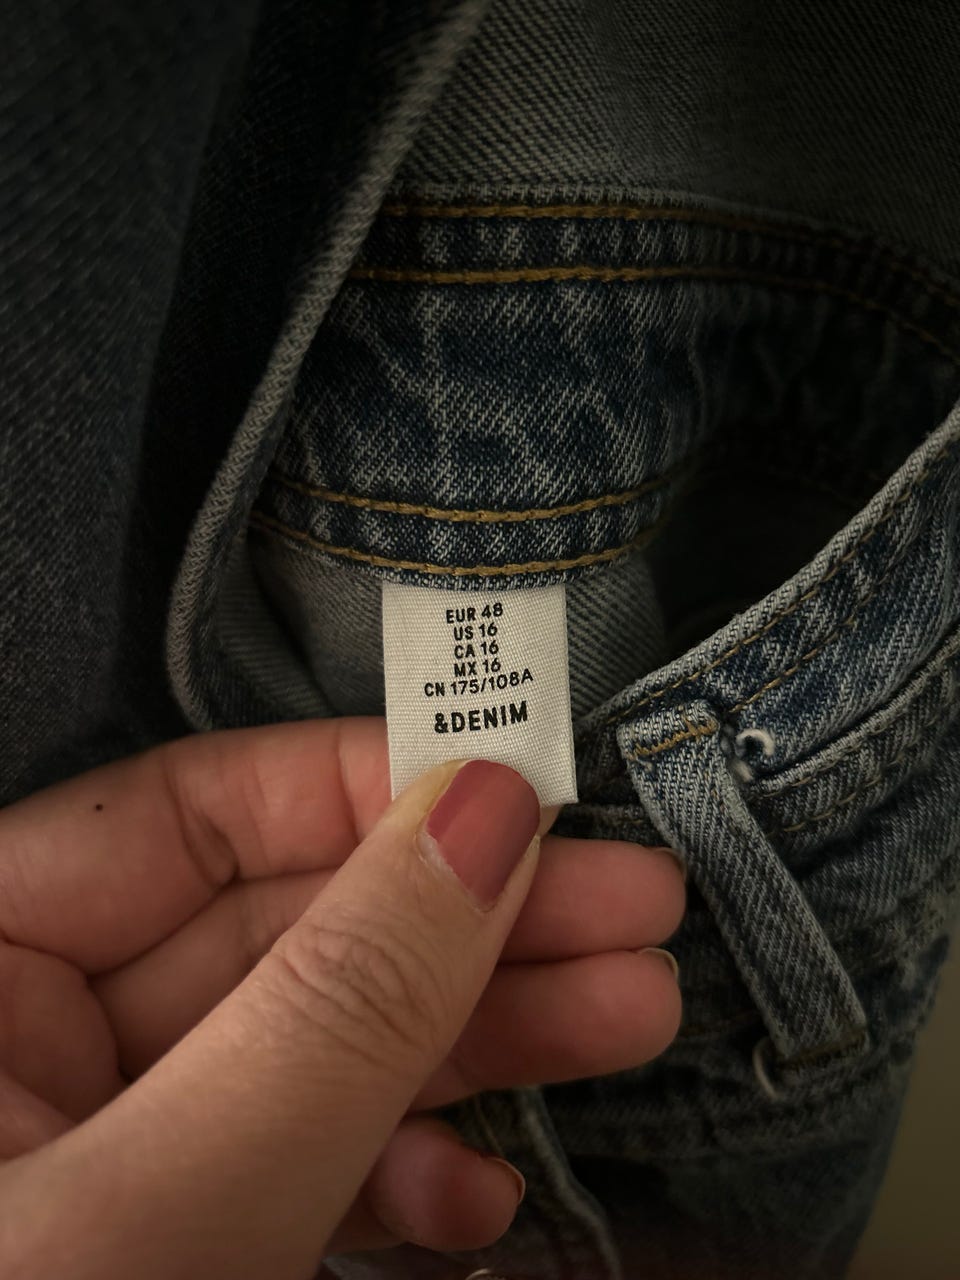 EUR 48
US 16
CA 16
MX 16
CN 175/108A
&DENIM